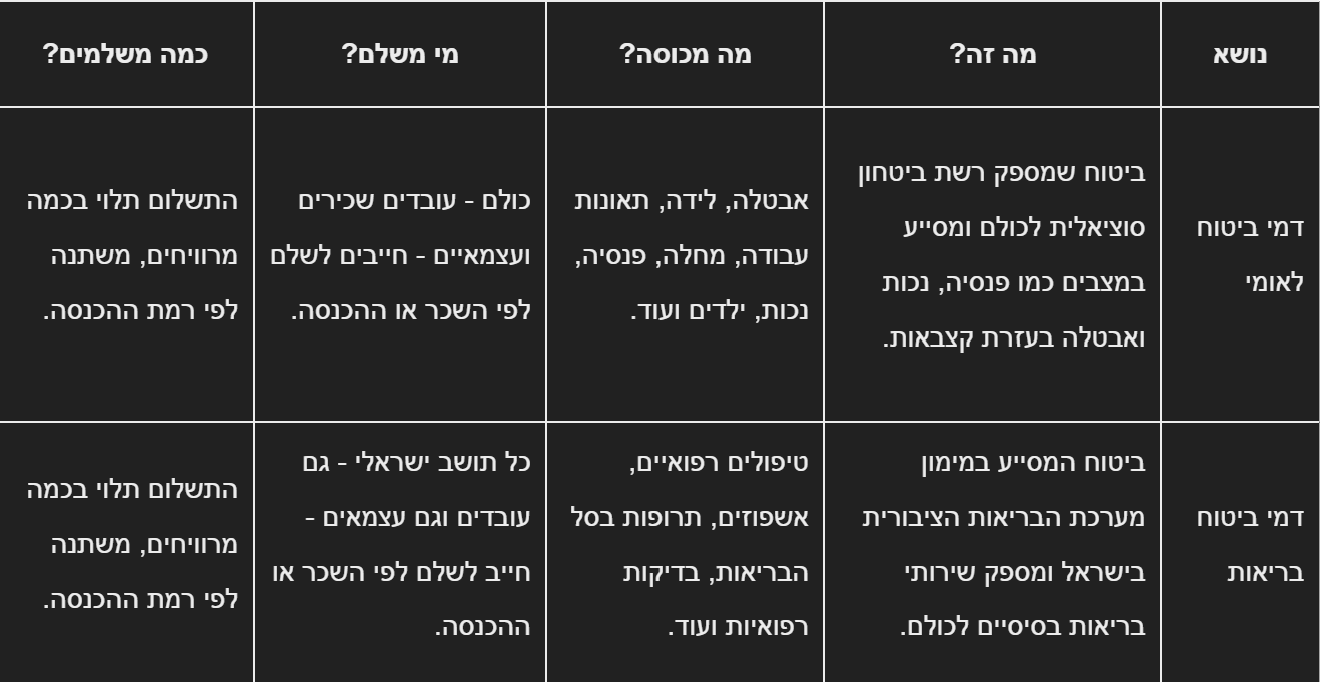 נושא
מה זה?
מה מכוסה?
מי משלם?
כמה משלמים?
דמי ביטוח
לאומי
ביטוח שמספק רשת ביטחון
סוציאלית לכולם ומסייע
במצבים כמו פנסיה, נכות
ואבטלה בעזרת קצבאות.
אבטלה, לידה, תאונות
עבודה, מחלה, פנסיה,
נכות, ילדים ועוד.
כולם - עובדים שכירים
ועצמאיים - חייבים לשלם
לפי השכר או ההכנסה.
התשלום תלוי בכמה
מרוויחים, משתנה
לפי רמת ההכנסה.
דמי ביטוח
בריאות
ביטוח המסייע במימון
מערכת הבריאות הציבורית
בישראל ומספק שירותי
בריאות בסיסיים לכולם.
טיפולים רפואיים,
אשפוזים, תרופות בסל
הבריאות, בדיקות
רפואיות ועוד.
כל תושב ישראלי - גם
עובדים וגם עצמאים -
חייב לשלם לפי השכר או
ההכנסה.
התשלום תלוי בכמה
מרוויחים, משתנה
לפי רמת ההכנסה.